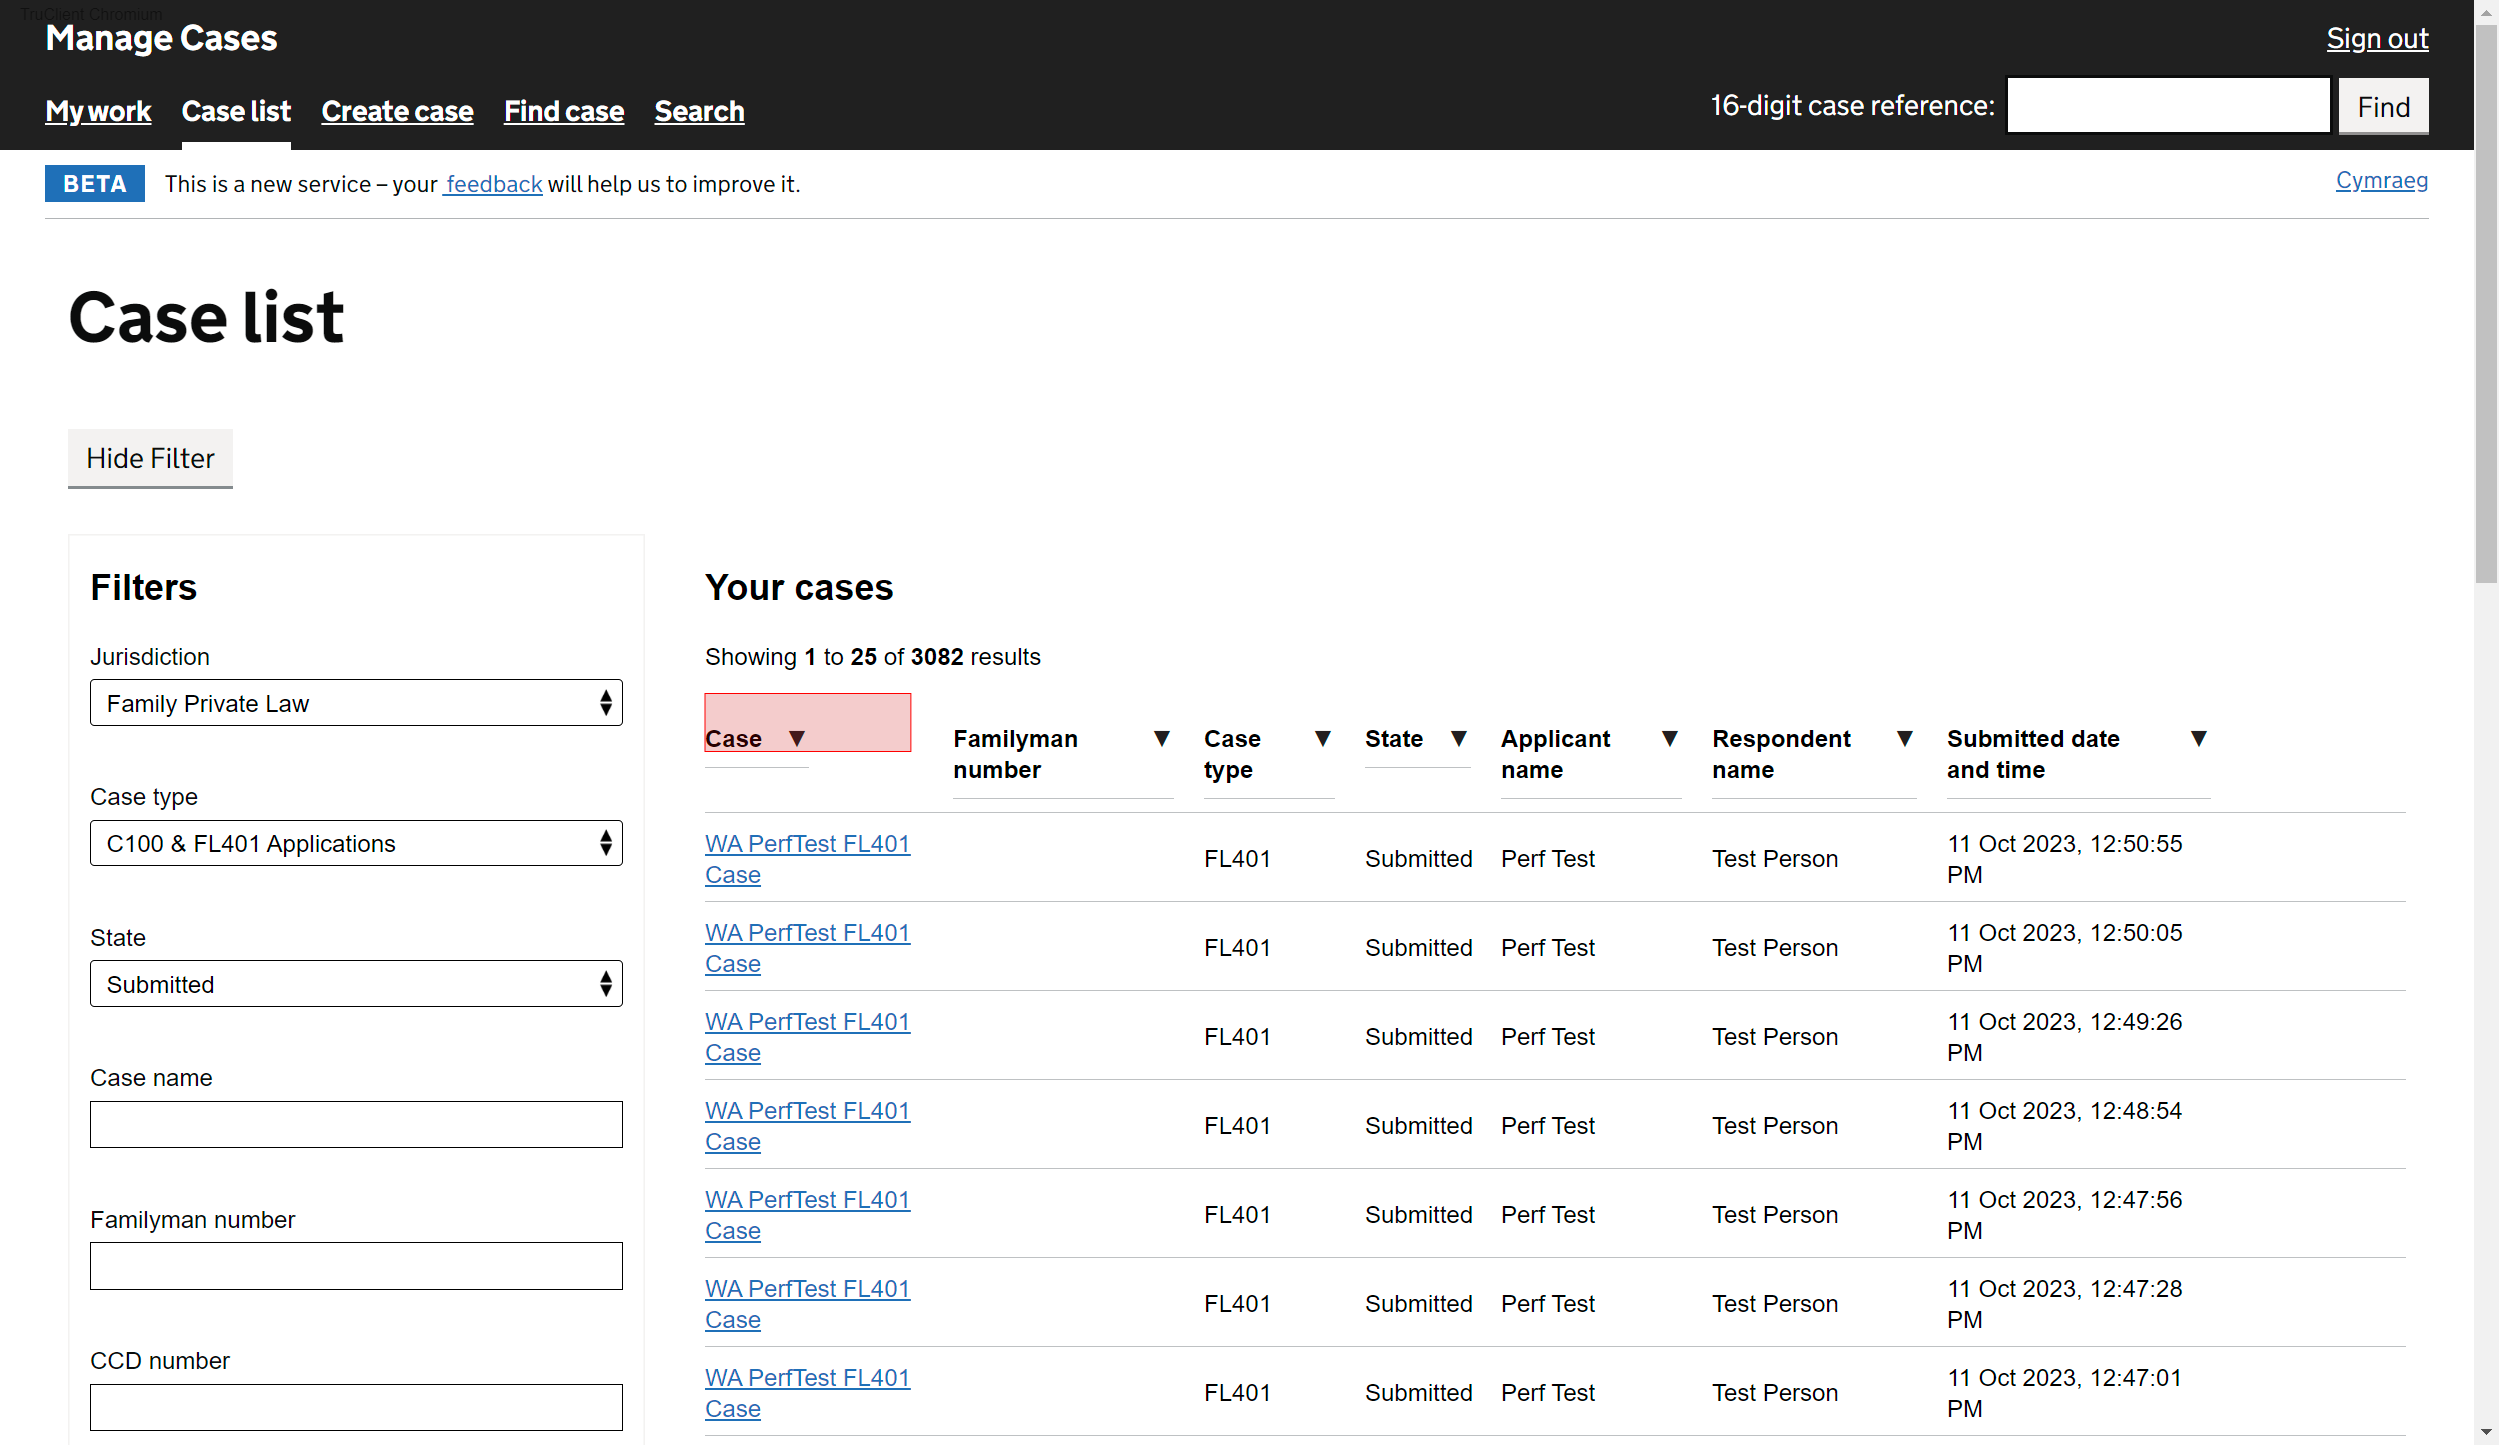 TruClient Chromium
Manage Cases
Sign out
My work Case list Create case Find case Search
16-digit case reference: Find
BETA This is a new service – your feedback will help us to improve it.
Cymraeg
Case list
Hide Filter
Filters
Jurisdiction
Family Private Law
Case type
C100 & FL401 Applications
State
Submitted
Case name
Familyman number
CCD number
Your cases
Showing 1 to 25 of 3082 results
Case ▼ Familyman ▼ Case ▼ State ▼ Applicant ▼ Respondent ▼ Submitted date ▼
number type name name and time
WA PerfTest FL401 11 Oct 2023, 12:50:55
FL401 Submitted Perf Test Test Person
Case PM
WA PerfTest FL401 11 Oct 2023, 12:50:05
FL401 Submitted Perf Test Test Person
Case PM
WA PerfTest FL401 11 Oct 2023, 12:49:26
FL401 Submitted Perf Test Test Person
Case PM
WA PerfTest FL401 11 Oct 2023, 12:48:54
FL401 Submitted Perf Test Test Person
Case PM
WA PerfTest FL401 11 Oct 2023, 12:47:56
FL401 Submitted Perf Test Test Person
Case PM
WA PerfTest FL401 11 Oct 2023, 12:47:28
FL401 Submitted Perf Test Test Person
Case PM
WA PerfTest FL401 11 Oct 2023, 12:47:01
FL401 Submitted Perf Test Test Person
Case PM